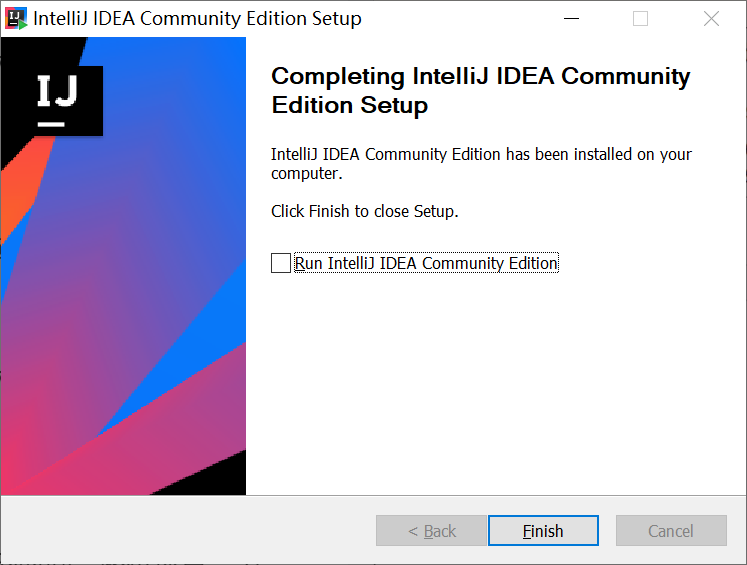 IntelliJ IDEA Community Edition Setup
IJ
Completing IntelliJ IDEA Community
Edition Setup
IntelliJ IDEA Community Edition has been installed on your
computer.
Click Finish to close Setup.
Run IntelliJ IDEA Community Edition
< Back
Finish
Cancel